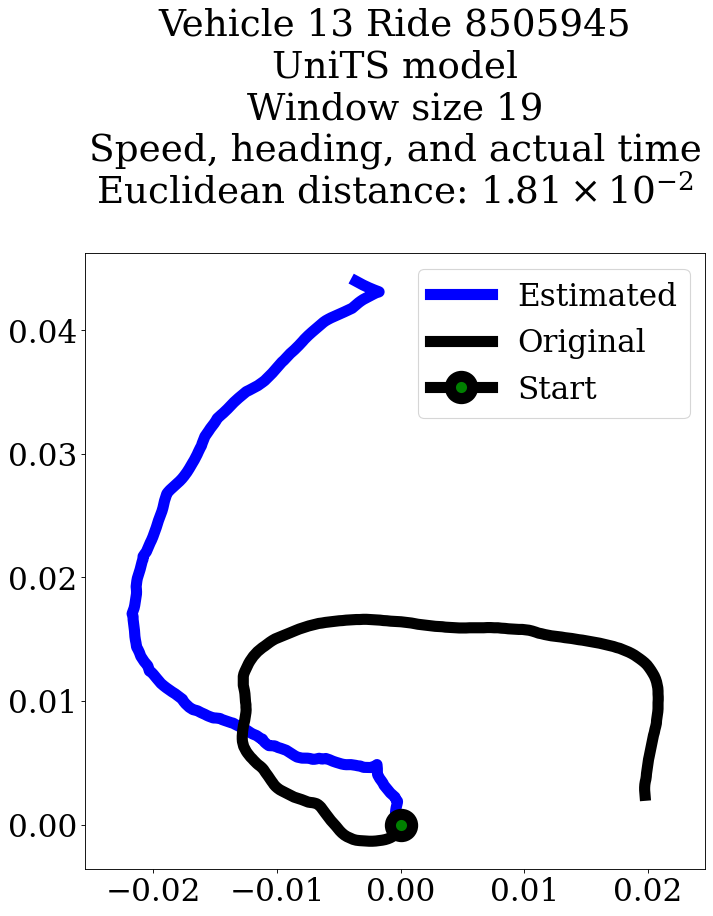 Vehicle 13 Ride 8505945
UniTS model
Window size 19
Speed, heading, and actual time
Euclidean distance: 1.81 × 10⁻²
Estimated
Original
Start
0.04
0.03
0.02
0.01
0.00
−0.02 −0.01 0.00 0.01 0.02